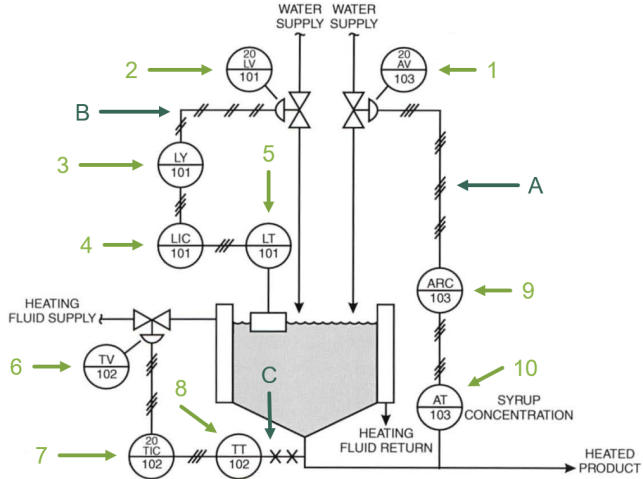 WATER
SUPPLY
WATER
SUPPLY
2
20
LV
101
20
AV
103
1
B
5
3
LY
101
A
4
LIC
101
LT
101
HEATING
FLUID SUPPLY
ARC
103
9
6
TV
102
8
C
10
AT
103
SYRUP
CONCENTRATION
7
20
TIC
102
TT
102
HEATING
FLUID RETURN
HEATED
PRODUCT